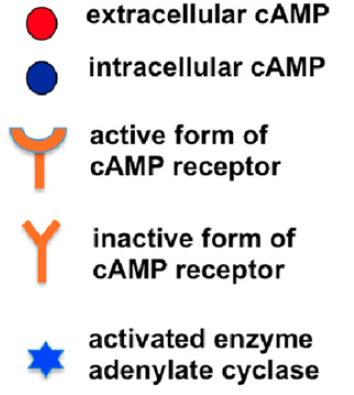 extracellular cAMP
intracellular cAMP
active form of
cAMP receptor
inactive form of
cAMP receptor
activated enzyme
adenylate cyclase